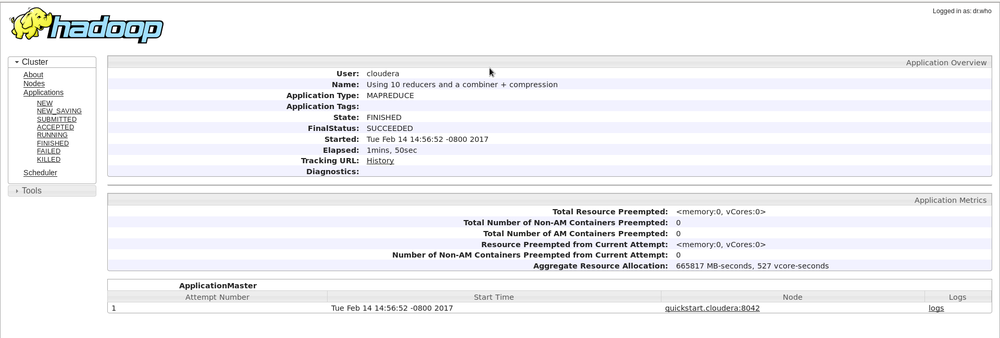 Logged in as: dr.who
hadoop
Cluster
About
Nodes
Applications
NEW
NEW_SAVING
SUBMITTED
ACCEPTED
RUNNING
FINISHED
FAILED
KILLED
Scheduler
Tools
Application Overview
User: cloudera
Name: Using 10 reducers and a combiner + compression
Application Type: MAPREDUCE
Application Tags:
State: FINISHED
FinalStatus: SUCCEEDED
Started: Tue Feb 14 14:56:52 -0800 2017
Elapsed: 1mins, 50sec
Tracking URL: History
Diagnostics:
Application Metrics
Total Resource Preempted: <memory:0, vCores:0>
Total Number of Non-AM Containers Preempted: 0
Total Number of AM Containers Preempted: 0
Resource Preempted from Current Attempt: <memory:0, vCores:0>
Number of Non-AM Containers Preempted from Current Attempt: 0
Aggregate Resource Allocation: 665817 MB-seconds, 527 vcore-seconds
ApplicationMaster
Attempt Number Start Time Node Logs
1 Tue Feb 14 14:56:52 -0800 2017 quickstart.cloudera:8042 logs